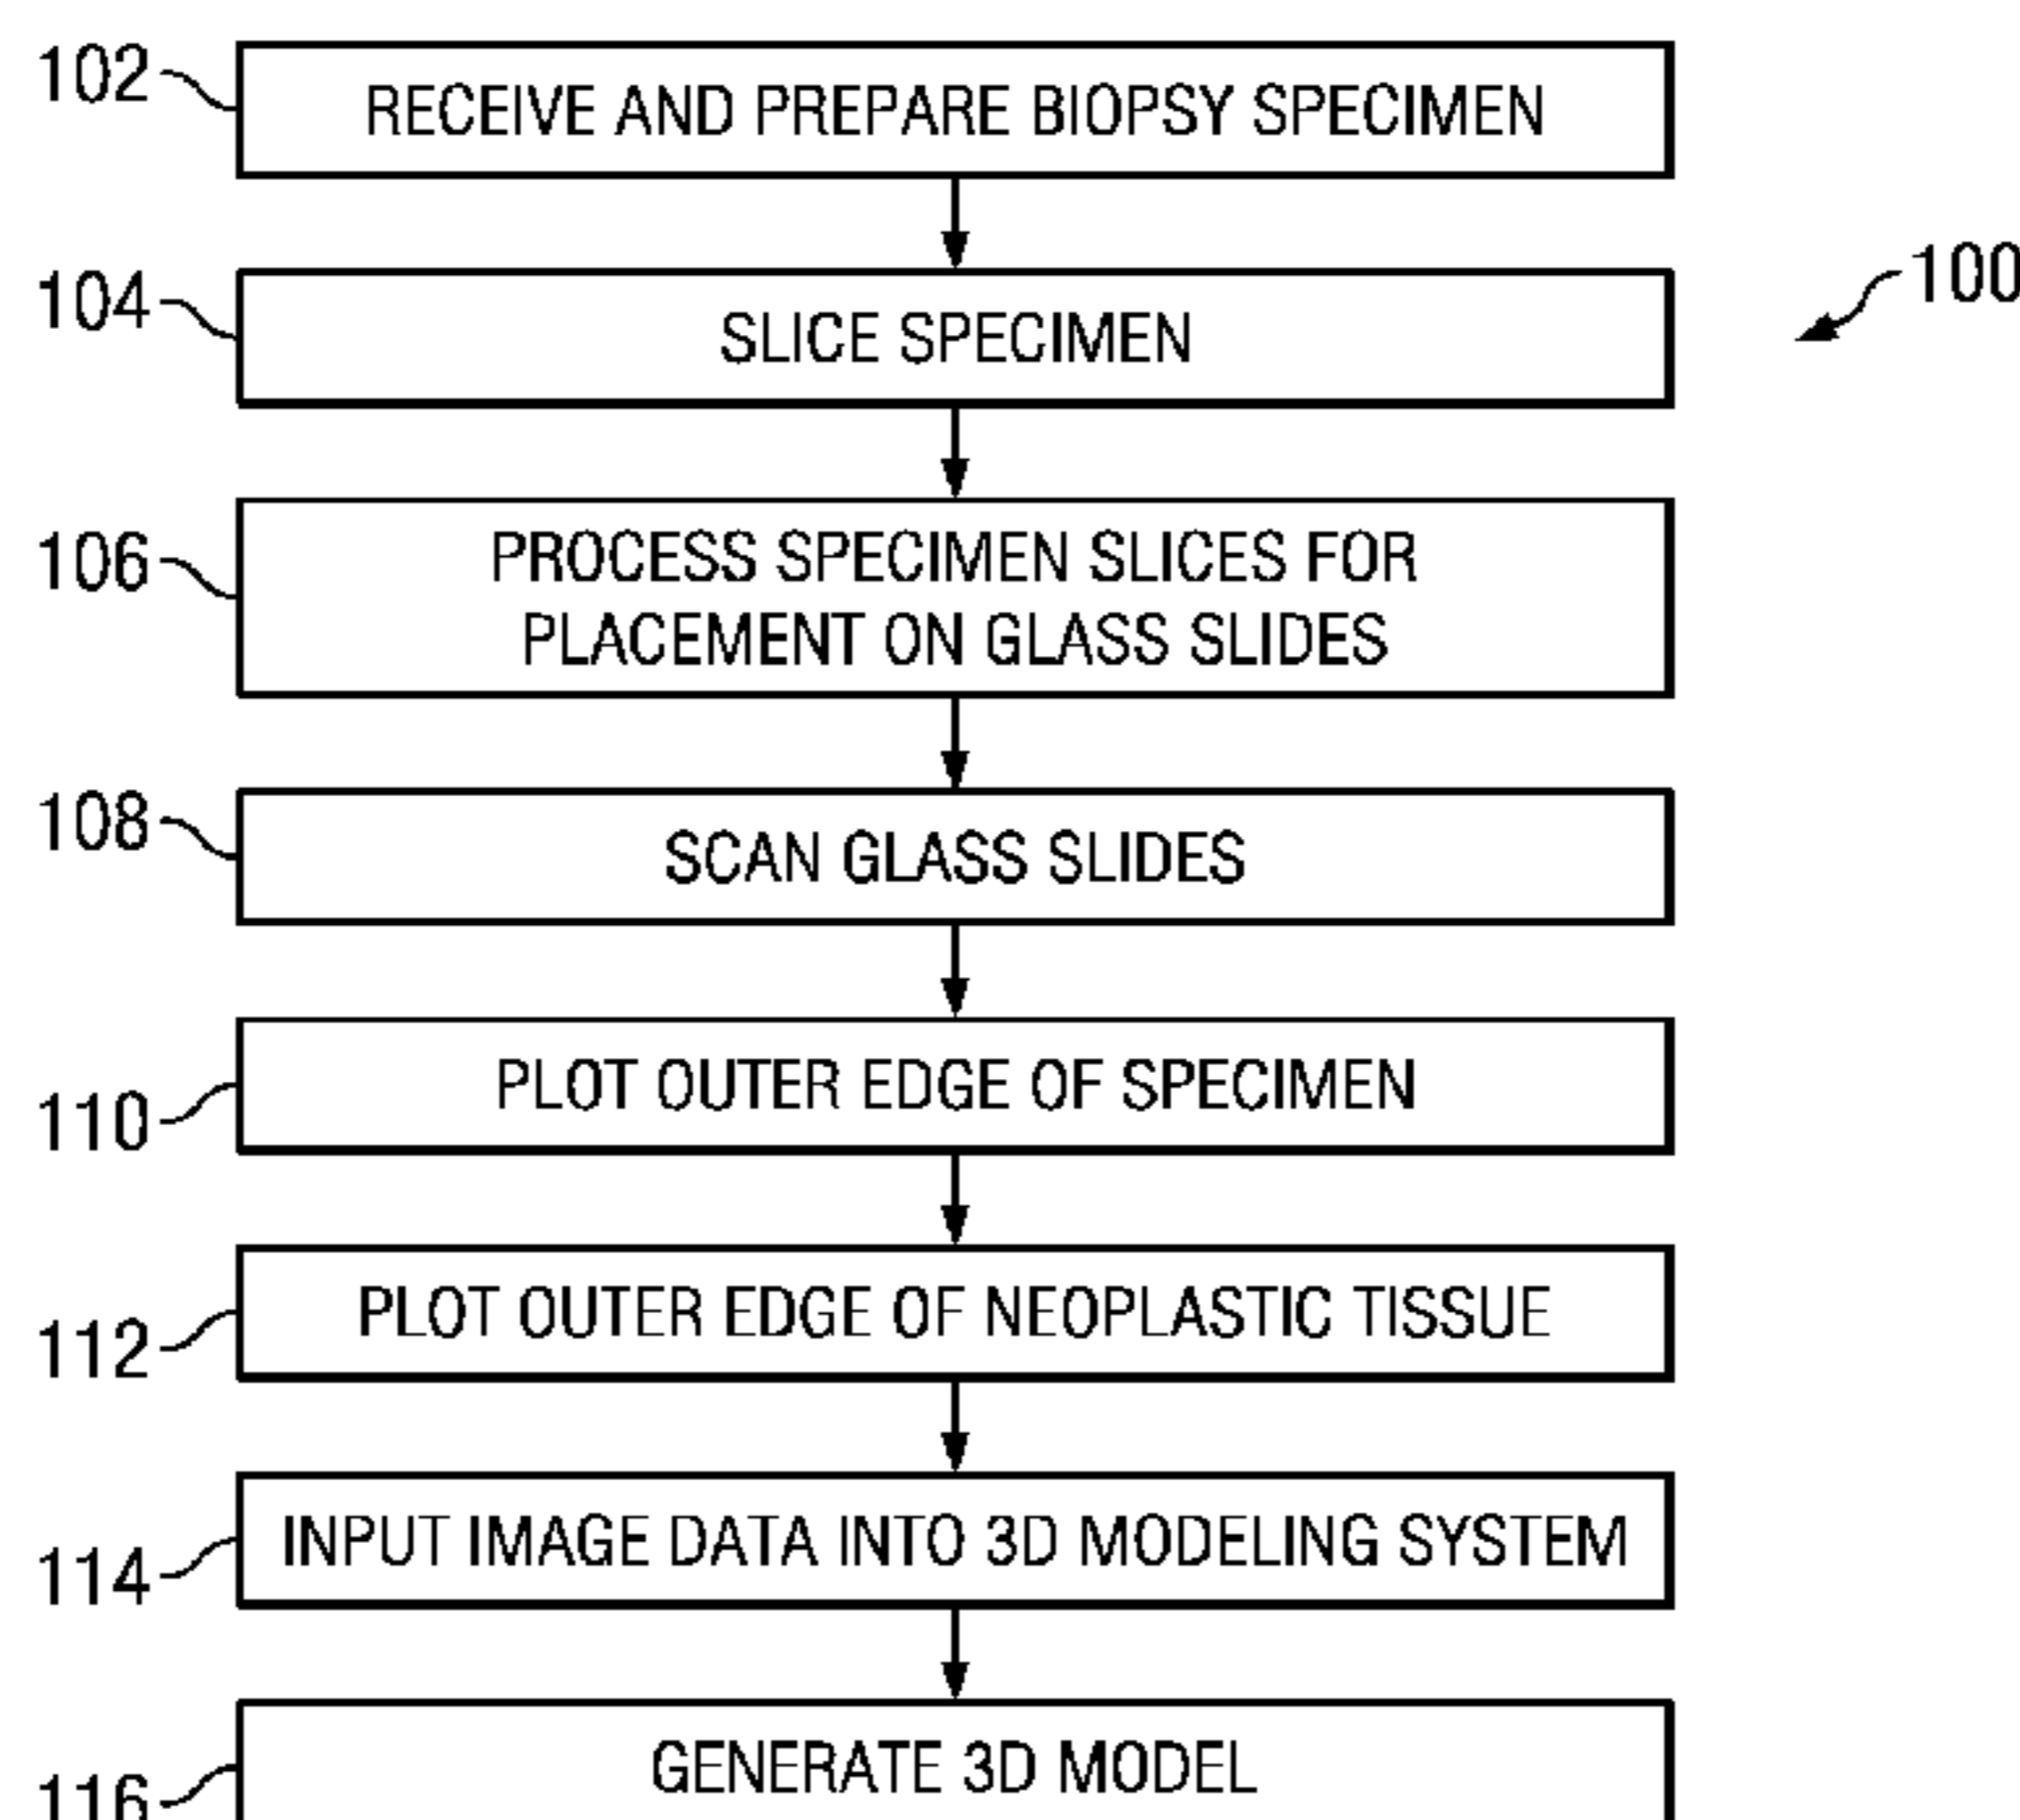 102
RECEIVE AND PREPARE BIOPSY SPECIMEN
100
104
SLICE SPECIMEN
106
PROCESS SPECIMEN SLICES FOR
PLACEMENT ON GLASS SLIDES
108
SCAN GLASS SLIDES
110
PLOT OUTER EDGE OF SPECIMEN
112
PLOT OUTER EDGE OF NEOPLASTIC TISSUE
114
INPUT IMAGE DATA INTO 3D MODELING SYSTEM
116
GENERATE 3D MODEL